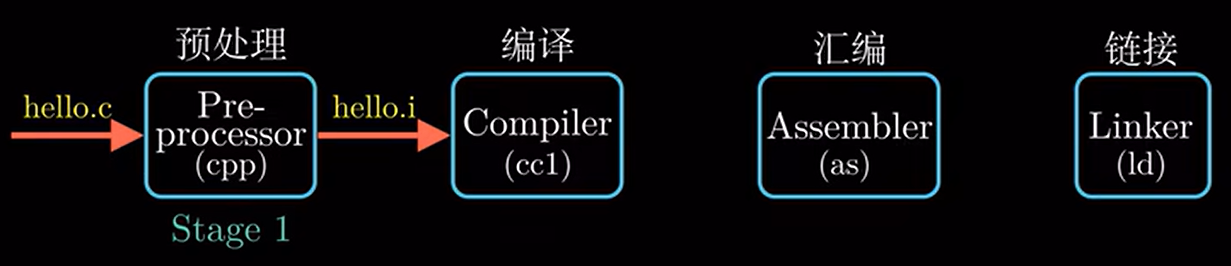 预处理
编译
汇编
链接
hello.c
Pre-
processor
(cpp)
hello.i
Compiler
(cc1)
Assembler
(as)
Linker
(ld)
Stage 1